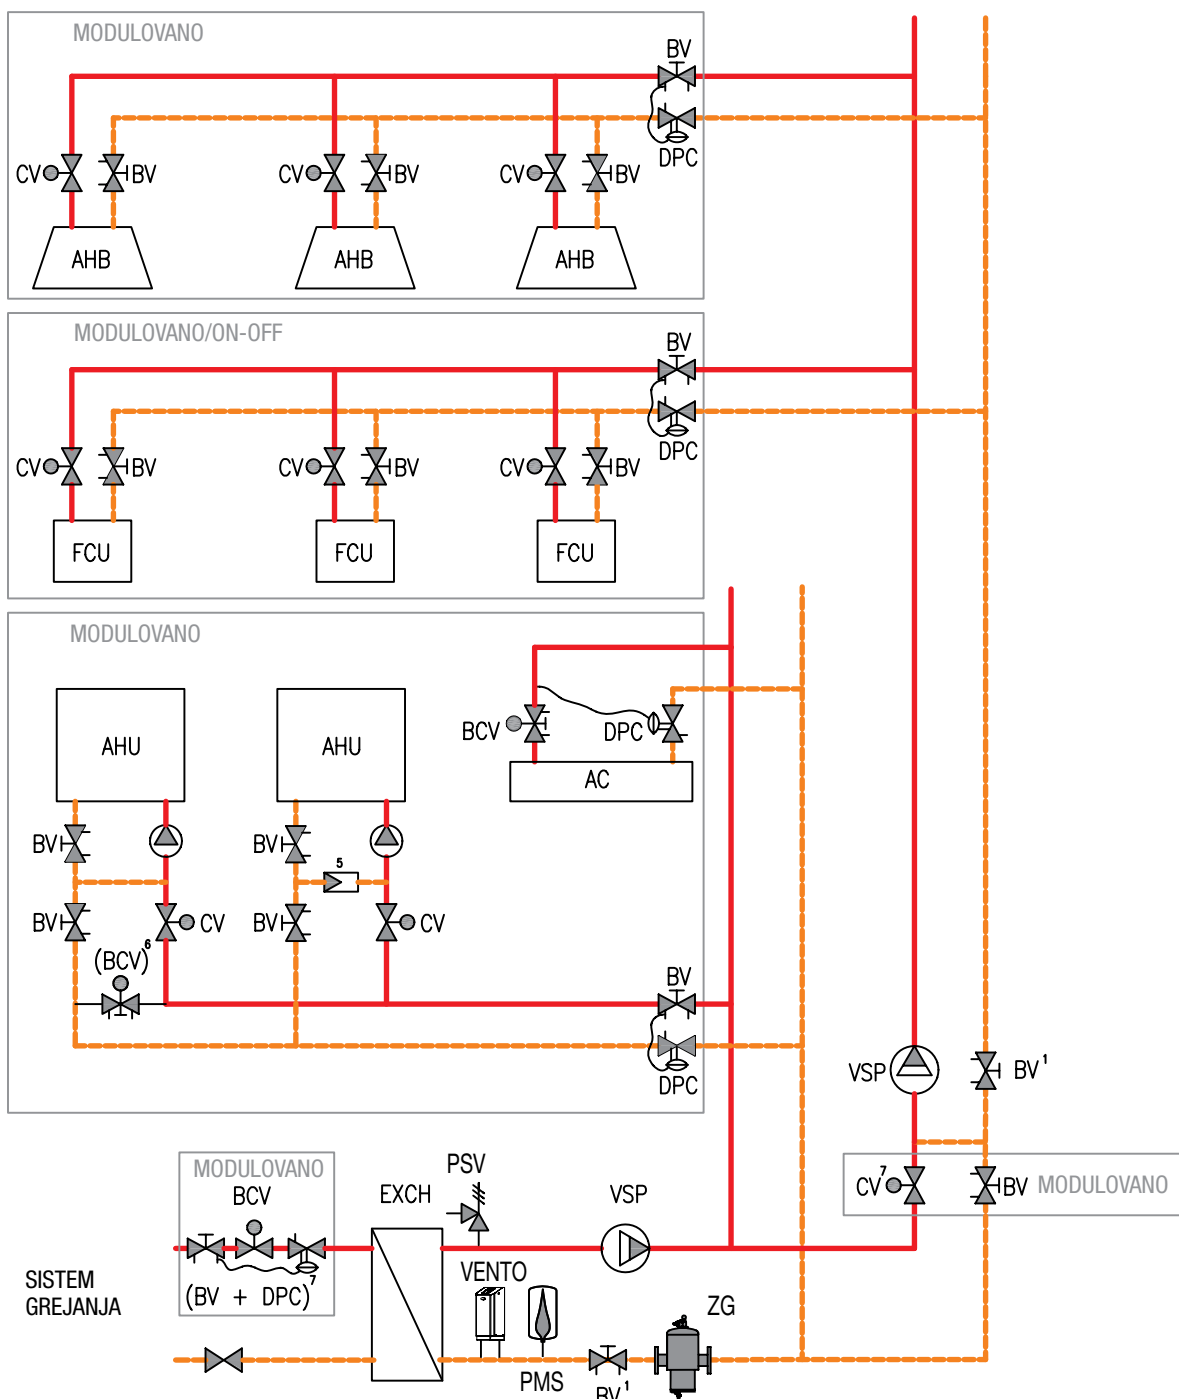 MODULOVANO
BV
DPC
CV BV CV BV CV BV
AHB AHB AHB
MODULOVANO/ON-OFF
BV
DPC
CV BV CV BV CV BV
FCU FCU FCU
MODULOVANO
AHU AHU
BCV DPC
AC
BV BV
5
BV CV BV CV
(BCV)⁶
BV
DPC
VSP BV¹
CV⁷ BV MODULOVANO
MODULOVANO
BCV
EXCH
PSV
VSP
SISTEM
GREJANJA
(BV + DPC)⁷
VENTO
ZG
PMS
BV¹